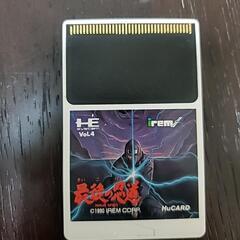 HE
irem
Vol.4
最後の忍道
©1990 IREM CORP.
HuCARD